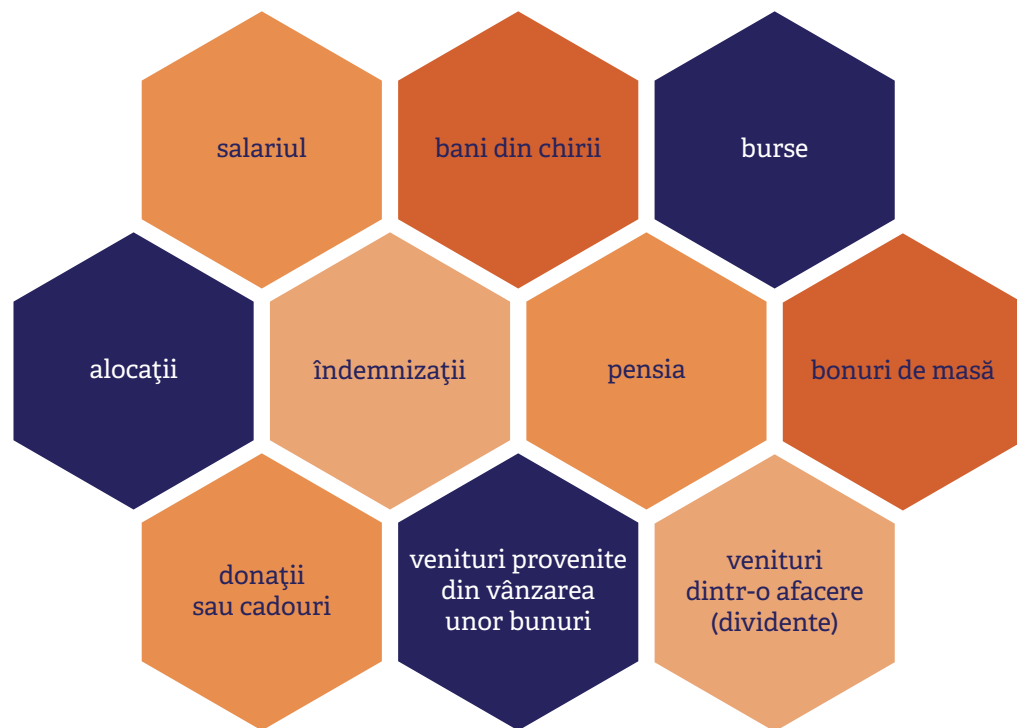 salariul
bani din chirii
burse
alocaţii
îndemnizaţii
pensia
bonuri de masă
donaţii
sau cadouri
venituri provenite
din vânzarea
unor bunuri
venituri
dintr-o afacere
(dividente)